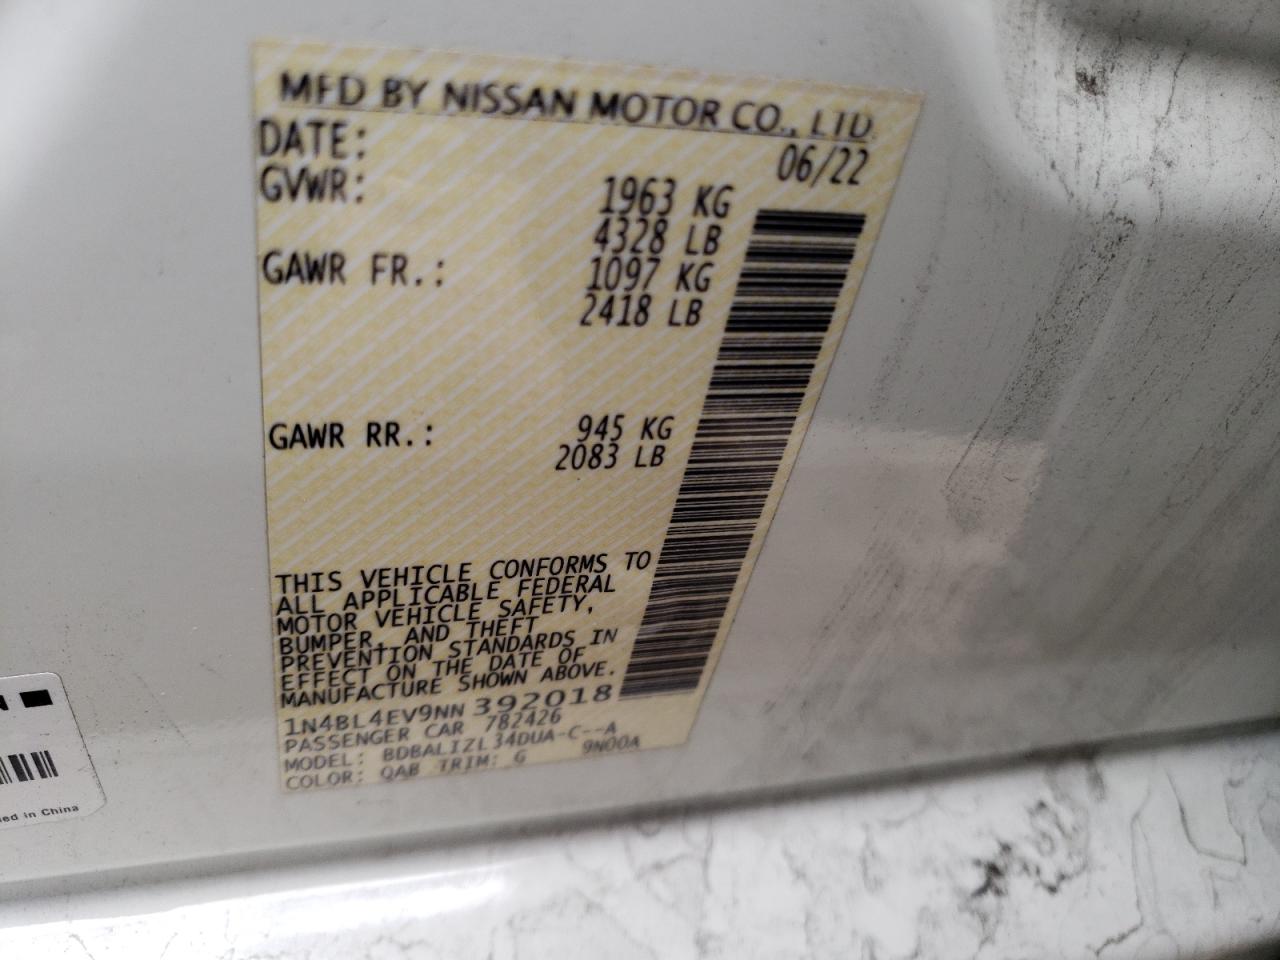 MFD BY NISSAN MOTOR CO., LTD.
DATE: 06/22
GVWR: 1963 KG
4328 LB
GAWR FR.: 1097 KG
2418 LB
GAWR RR.: 945 KG
2083 LB
THIS VEHICLE CONFORMS TO
ALL APPLICABLE FEDERAL
MOTOR VEHICLE SAFETY,
BUMPER, AND THEFT
PREVENTION STANDARDS IN
EFFECT ON THE DATE OF
MANUFACTURE SHOWN ABOVE.
1N4BL4EV9NN392018
PASSENGER CAR 782426
MODEL: BDBALIZL34DUA-C--A
COLOR: QAB TRIM: G 9N00A
in China